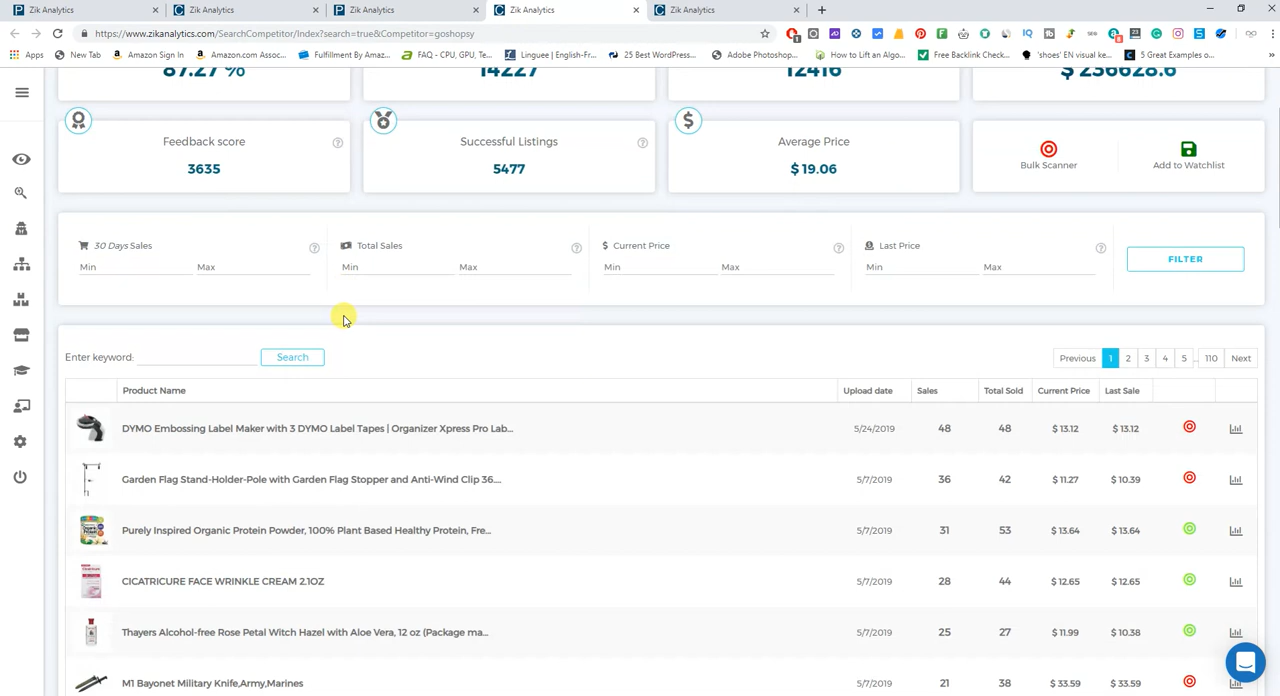 Zik Analytics
Zik Analytics
Zik Analytics
Zik Analytics
Zik Analytics
https://www.zikanalytics.com/SearchCompetitor/Index?search=true&Competitor=goshopsy
Apps
New Tab
Amazon Sign In
Amazon.com Assoc...
Fulfillment By Amaz...
FAQ - CPU, GPU, Te...
Linguee | English-Fr...
25 Best WordPress...
Adobe Photoshop...
How to Lift an Algo...
Free Backlink Check...
'shoes' EN visual ke...
5 Great Examples o...
87.27 %
14227
12416
$ 236628.6
Feedback score
3635
Successful Listings
5477
Average Price
$ 19.06
Bulk Scanner
Add to Watchlist
30 Days Sales
Min Max
Total Sales
Min Max
Current Price
Min Max
Last Price
Min Max
FILTER
Enter keyword:
Search
Previous 1 2 3 4 5 ... 110 Next
Product Name Upload date Sales Total Sold Current Price Last Sale
DYMO Embossing Label Maker with 3 DYMO Label Tapes | Organizer Xpress Pro Lab... 5/24/2019 48 48 $ 13.12 $ 13.12
Garden Flag Stand-Holder-Pole with Garden Flag Stopper and Anti-Wind Clip 36.... 5/7/2019 36 42 $ 11.27 $ 10.39
Purely Inspired Organic Protein Powder, 100% Plant Based Healthy Protein, Fre... 5/7/2019 31 53 $ 13.64 $ 13.64
CICATRICURE FACE WRINKLE CREAM 2.1OZ 5/7/2019 28 44 $ 12.65 $ 12.65
Thayers Alcohol-free Rose Petal Witch Hazel with Aloe Vera, 12 oz (Package ma... 5/7/2019 25 27 $ 11.99 $ 10.38
M1 Bayonet Military Knife,Army,Marines 5/7/2019 21 38 $ 33.59 $ 33.59